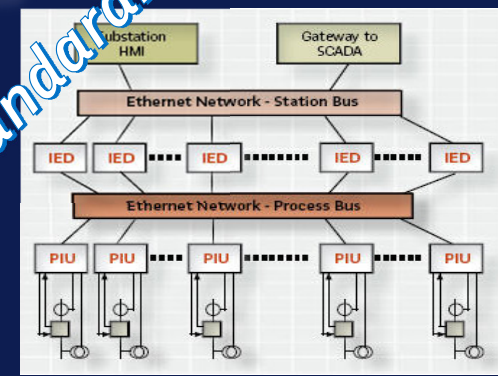 Substation
HMI
Gateway to
SCADA
Ethernet Network - Station Bus
IED IED IED IED IED
Ethernet Network - Process Bus
PIU PIU PIU PIU PIU